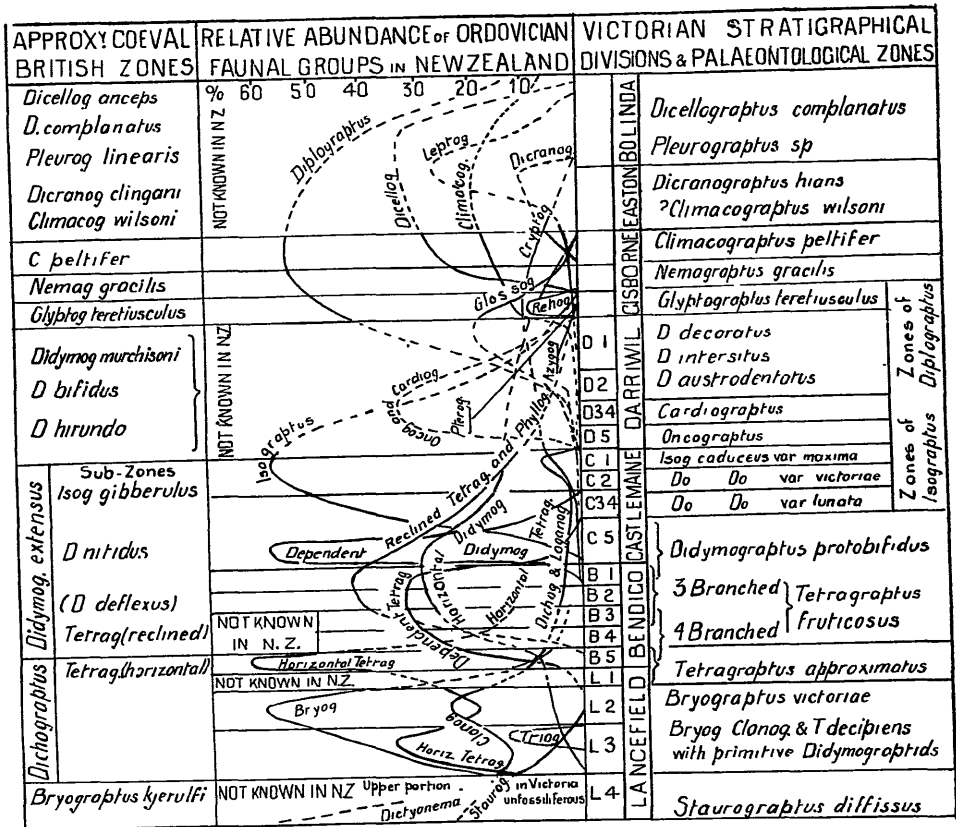 APPROXY. COEVAL
BRITISH ZONES
RELATIVE ABUNDANCE OF ORDOVICIAN
FAUNAL GROUPS IN NEW ZEALAND
VICTORIAN STRATIGRAPHICAL
DIVISIONS & PALAEONTOLOGICAL ZONES
Dicellog anceps
D. complanatus
Pleurog linearis
Dicranog clingani
Climacog wilsoni
C peltifer
Nemag gracilis
Glyptog teretiusculus
Didymog murchisoni
D bifidus
D hirundo
Didymog, extensus
Sub-Zones
Isog gibberulus
D nitidus
(D deflexus)
Tetrag (reclined)
Dichograptus
Tetrag. (horizontal)
Bryograptus kjerulfi
% 60 50 40 30 20 10
NOT KNOWN IN NZ
Diplograptus
Dicellog
Leptog
Climacog
Dicranog
Cryptog
Glossog
Retiog
NOT KNOWN IN NZ
Isograptus
Oncog and Cardiog
Pterog
Azygog
Reclined Tetrag and Phyllog
Dependent Didymog
Horizontal Didymog
Horizontal Tetrag.
Dichog & Loganog
Dependent Tetrag
NOT KNOWN
IN N. Z.
Horizontal Tetrag
NOT KNOWN IN N.Z
Bryog
Clonog
Triog
Horiz Tetrag
NOT KNOWN IN NZ Upper portion in Victoria
unfossiliferous
Dictyonema
Staurog
D 1
D2
D34
D 5
C 1
C 2
C34
C 5
B 1
B 2
B 3
B 4
B 5
L 1
L 2
L 3
L 4
BOLINDA
EASTON
GISBORNE
DARRIWIL
CASTLEMAINE
BENDIGO
LANCEFIELD
Dicellograptus complanatus
Pleurograptus sp
Dicranograptus hians
?Climacograptus wilsoni
Climacograptus peltifer
Nemagraptus gracilis
Glyptograptus teretiusculus
D decoratus
D intersitus
D austrodentatus
Zones of
Diplograptus
Cardiograptus
Oncograptus
Isog caduceus var maxima
Do Do var victoriae
Do Do var lunata
Zones of
Isograptus
Didymograptus protobifidus
3 Branched
4 Branched
Tetragraptus
fruticosus
Tetragraptus approximatus
Bryograptus victoriae
Bryog Clonog & T decipiens
with primitive Didymograptids
Staurograptus diffissus